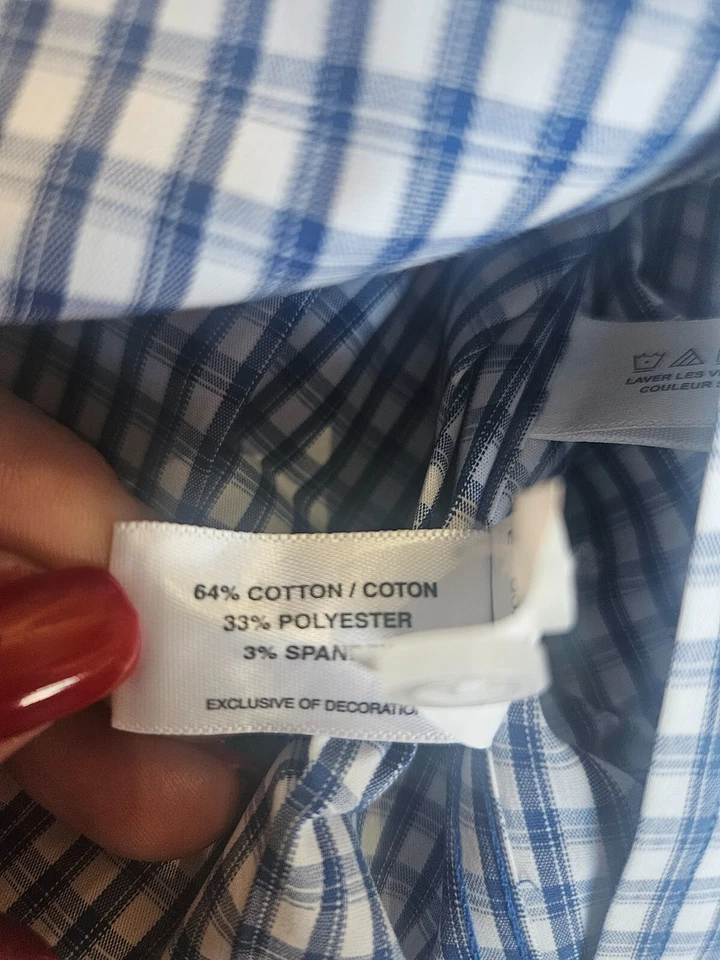 64% COTTON / COTON
33% POLYESTER
3%
EXCLUSIVE OF
LAVER LES
COULEUR